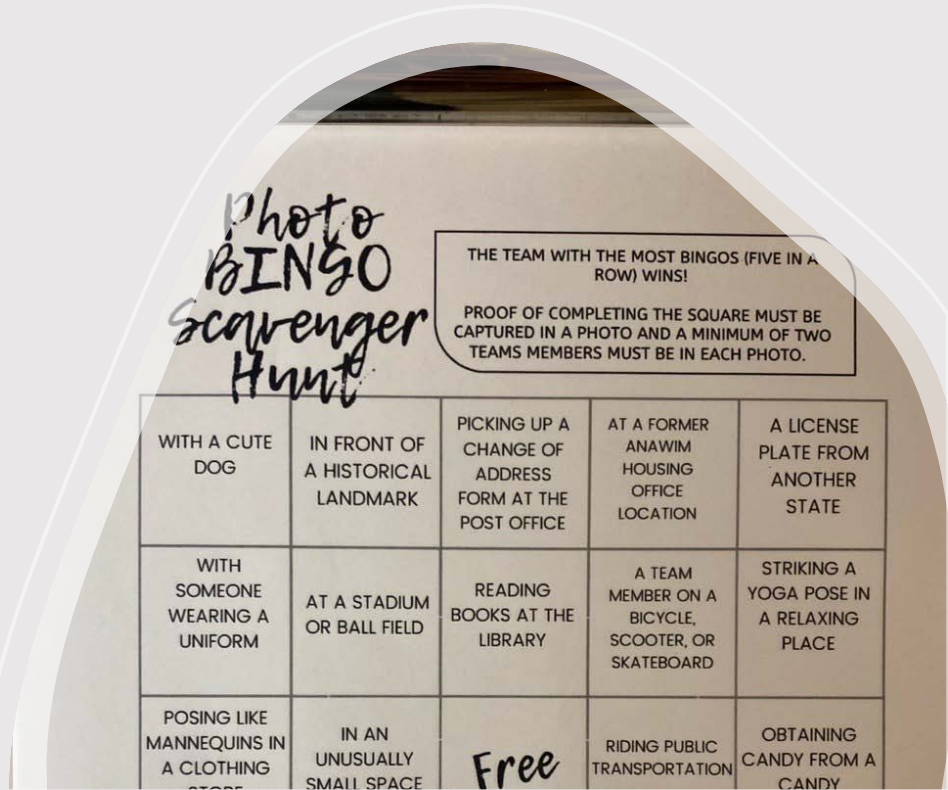 Photo
BINGO
Scavenger
Hunt
THE TEAM WITH THE MOST BINGOS (FIVE IN A
ROW) WINS!
PROOF OF COMPLETING THE SQUARE MUST BE
CAPTURED IN A PHOTO AND A MINIMUM OF TWO
TEAMS MEMBERS MUST BE IN EACH PHOTO.
WITH A CUTE
DOG
IN FRONT OF
A HISTORICAL
LANDMARK
PICKING UP A
CHANGE OF
ADDRESS
FORM AT THE
POST OFFICE
AT A FORMER
ANAWIM
HOUSING
OFFICE
LOCATION
A LICENSE
PLATE FROM
ANOTHER
STATE
WITH
SOMEONE
WEARING A
UNIFORM
AT A STADIUM
OR BALL FIELD
READING
BOOKS AT THE
LIBRARY
A TEAM
MEMBER ON A
BICYCLE,
SCOOTER, OR
SKATEBOARD
STRIKING A
YOGA POSE IN
A RELAXING
PLACE
POSING LIKE
MANNEQUINS IN
A CLOTHING
STORE
IN AN
UNUSUALLY
SMALL SPACE
Free
RIDING PUBLIC
TRANSPORTATION
OBTAINING
CANDY FROM A
CANDY